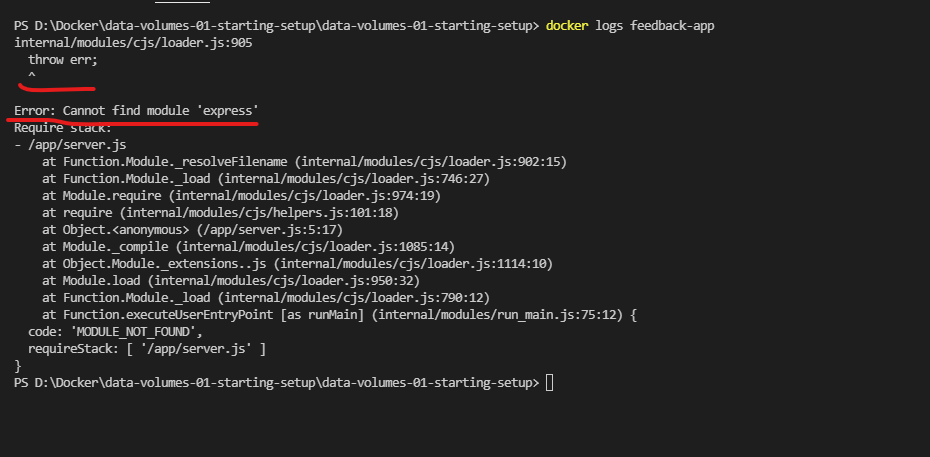 PS D:\Docker\data-volumes-01-starting-setup\data-volumes-01-starting-setup> docker logs feedback-app
internal/modules/cjs/loader.js:905
  throw err;
  ^
Error: Cannot find module 'express'
Require stack:
- /app/server.js
    at Function.Module._resolveFilename (internal/modules/cjs/loader.js:902:15)
    at Function.Module._load (internal/modules/cjs/loader.js:746:27)
    at Module.require (internal/modules/cjs/loader.js:974:19)
    at require (internal/modules/cjs/helpers.js:101:18)
    at Object.<anonymous> (/app/server.js:5:17)
    at Module._compile (internal/modules/cjs/loader.js:1085:14)
    at Object.Module._extensions..js (internal/modules/cjs/loader.js:1114:10)
    at Module.load (internal/modules/cjs/loader.js:950:32)
    at Function.Module._load (internal/modules/cjs/loader.js:790:12)
    at Function.executeUserEntryPoint [as runMain] (internal/modules/run_main.js:75:12) {
  code: 'MODULE_NOT_FOUND',
  requireStack: [ '/app/server.js' ]
}
PS D:\Docker\data-volumes-01-starting-setup\data-volumes-01-starting-setup>